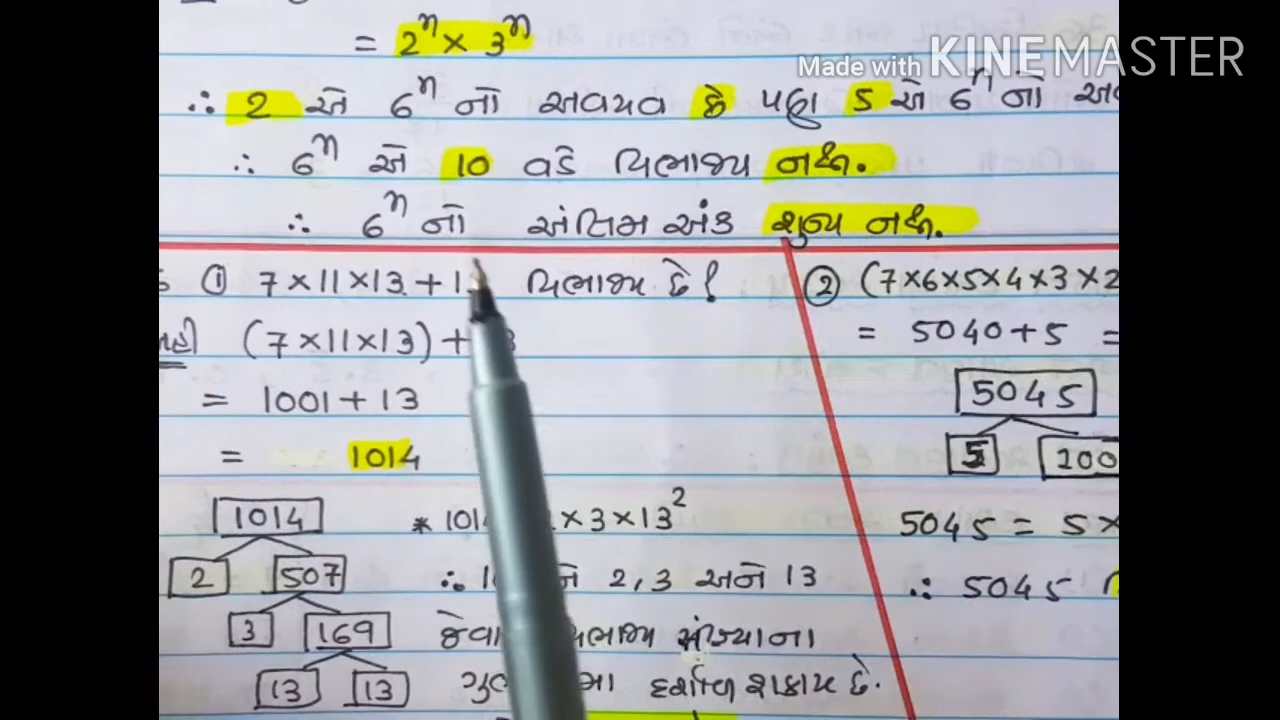 Made with KINEMASTER
= 2ⁿ × 3ⁿ
∴ 2 એ 6ⁿ નો અવયવ છે પણ 5 એ 6ⁿ નો
∴ 6ⁿ એ 10 વડે વિભાજ્ય નથી.
∴ 6ⁿ નો અંતિમ અંક શુન્ય નથી.
① 7×11×13+1 વિભાજ્ય છે?
(7×11×13) +
= 1001 + 13
= 1014
1014
2 507
3 169
13 13
* 101 × 3 × 13²
∴ 2, 3 અને 13
સંખ્યાના
દર્શાવી શકાય છે.
② (7×6×5×4×3×2
= 5040 + 5 =
5045
5 100
5045 = 5 ×
∴ 5045